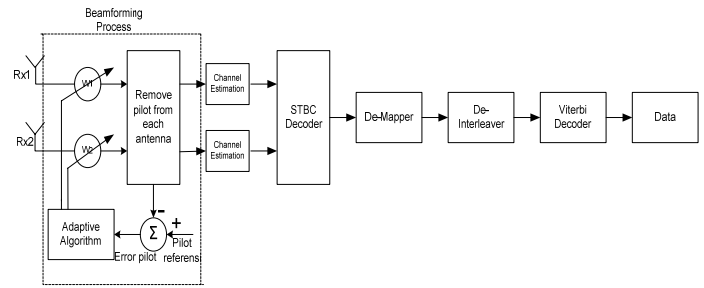 Beamforming
Process
Rx1
W1
Remove
pilot from
each
antenna
Channel
Estimation
STBC
Decoder
De-Mapper
De-
Interleaver
Viterbi
Decoder
Data
Rx2
W2
Channel
Estimation
Adaptive
Algorithm
Error pilot
Σ
-
+
Pilot
referens